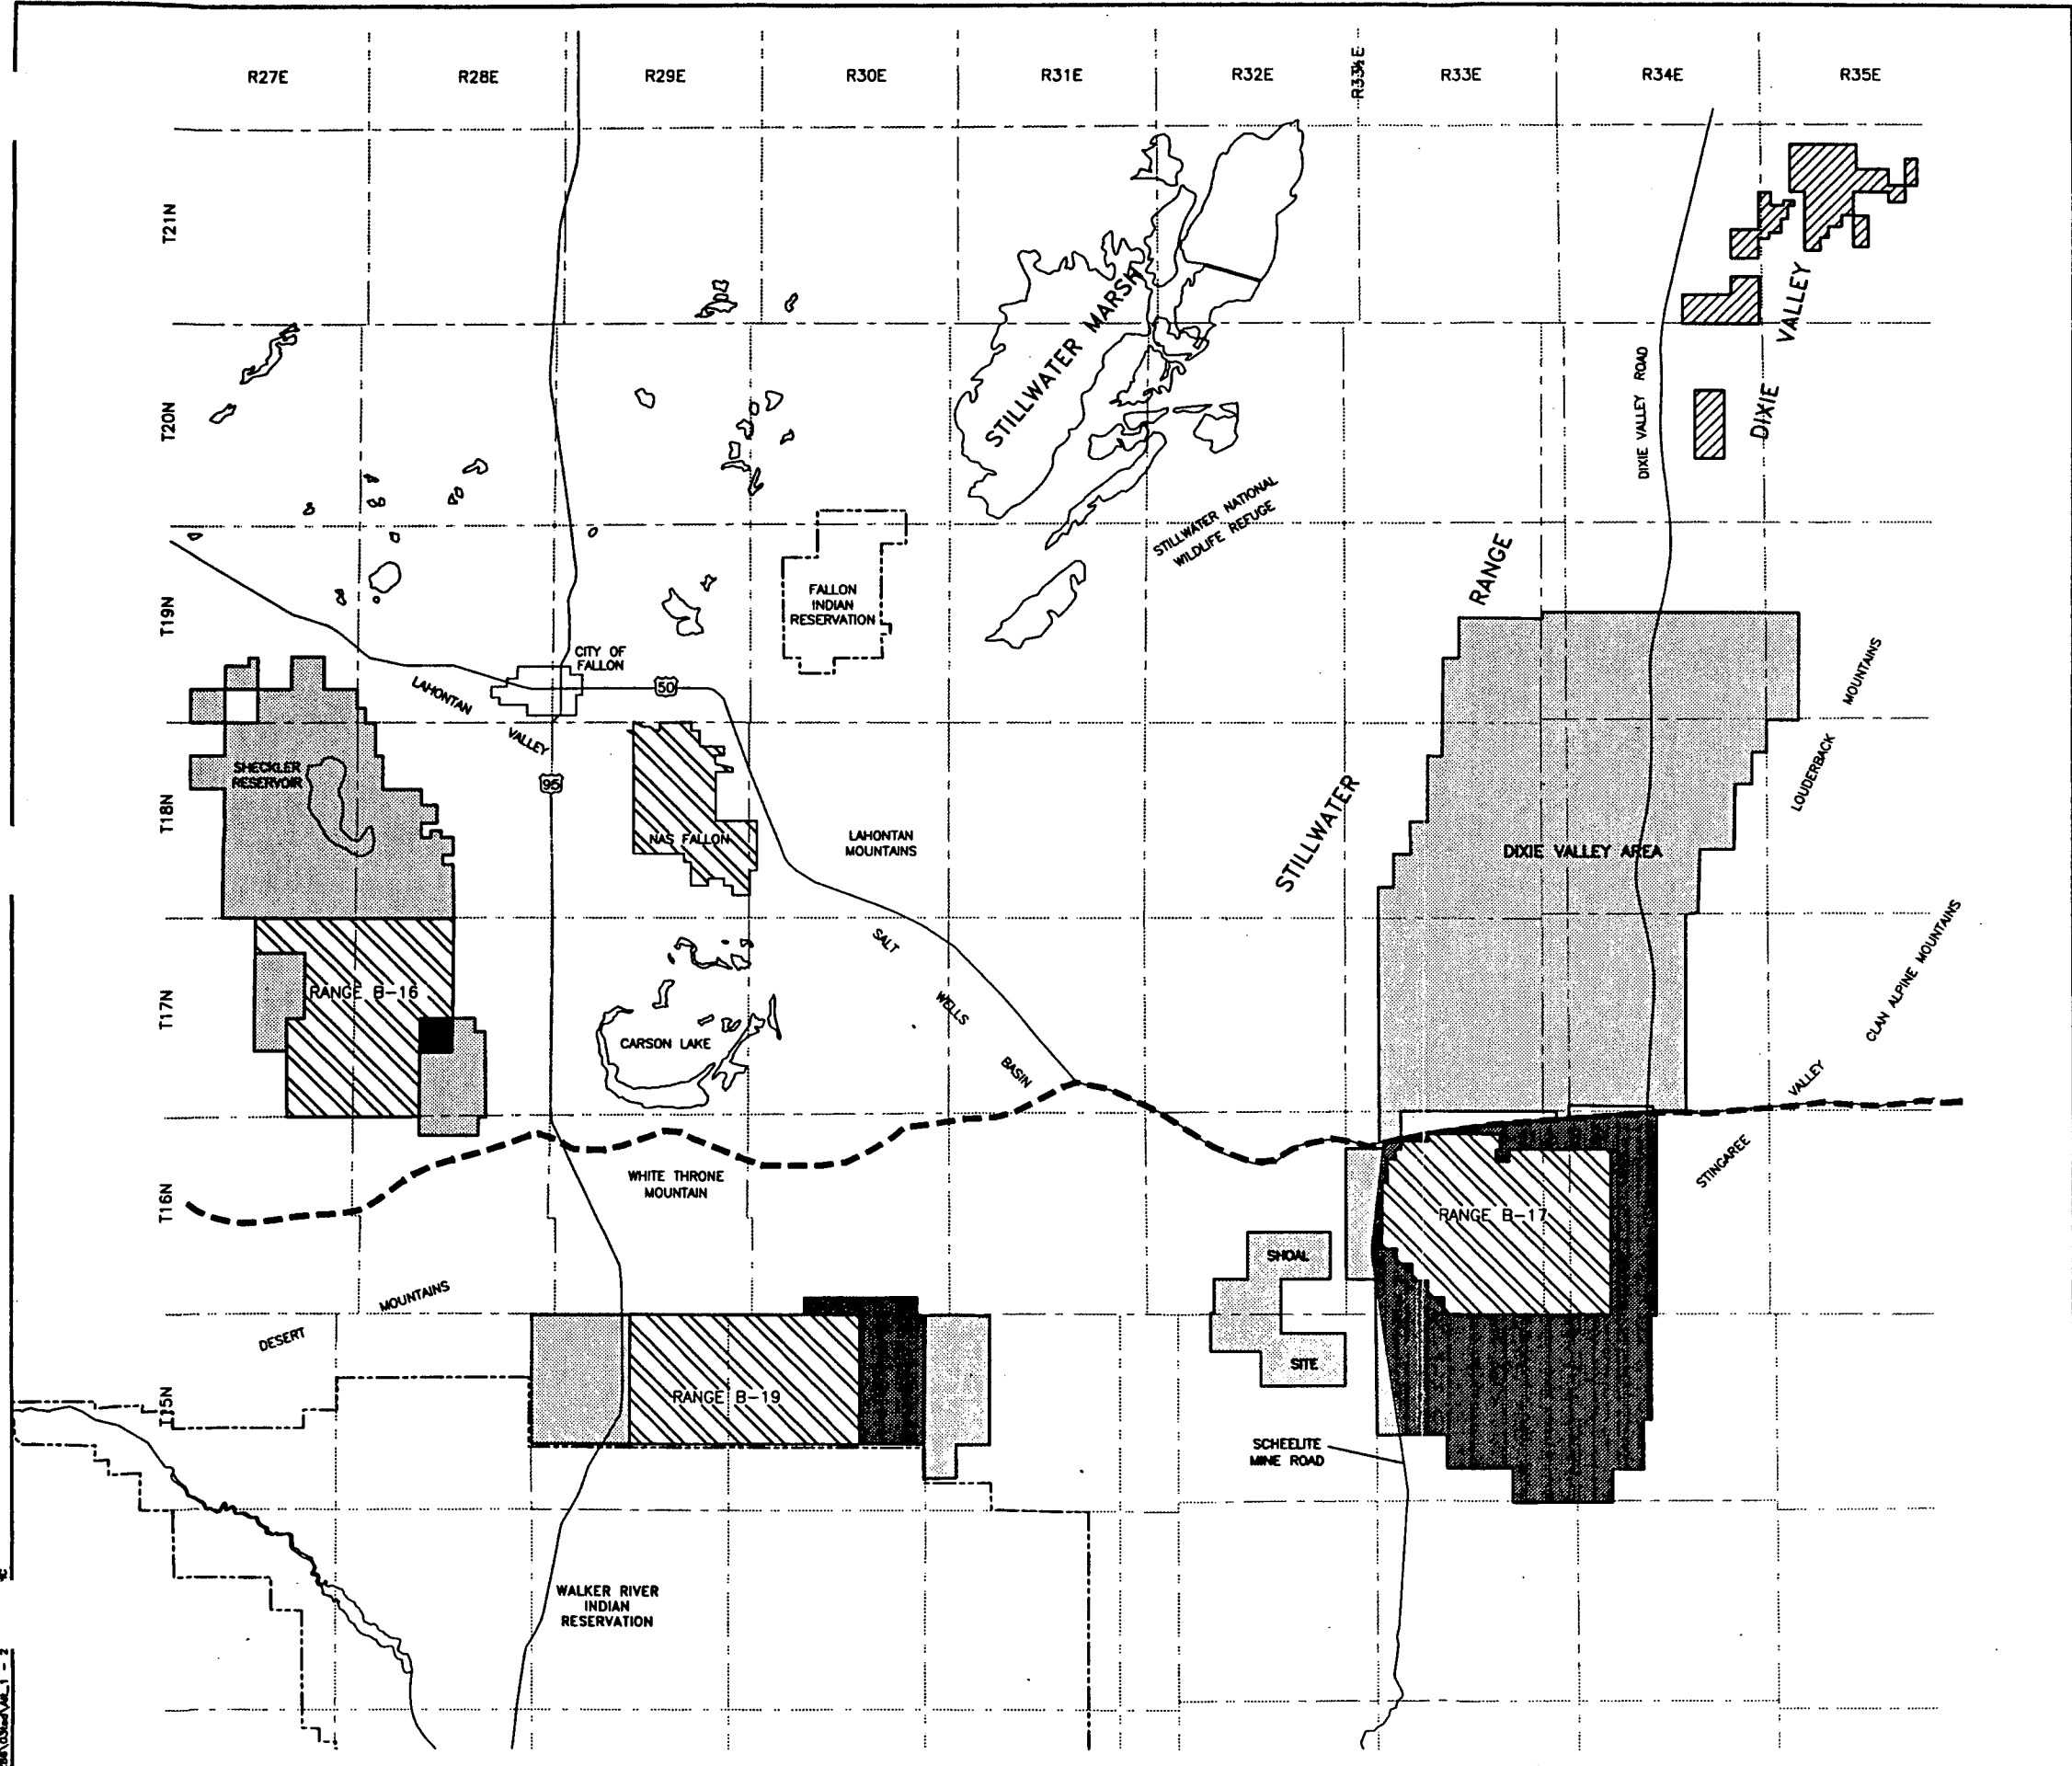 R27E
R28E
R29E
R30E
R31E
R32E
R33½E
R33E
R34E
R35E
T21N
T20N
T19N
T18N
T17N
T16N
T15N
STILLWATER MARSH
STILLWATER NATIONAL
WILDLIFE REFUGE
DIXIE VALLEY ROAD
DIXIE VALLEY
FALLON
INDIAN
RESERVATION
CITY OF
FALLON
LAHONTAN
VALLEY
50
95
SHECKLER
RESERVOIR
NAS FALLON
LAHONTAN
MOUNTAINS
STILLWATER RANGE
DIXIE VALLEY AREA
LOUDERBACK MOUNTAINS
CLAN ALPINE MOUNTAINS
SALT
WELLS
BASIN
RANGE B-16
CARSON LAKE
STINGAREE VALLEY
WHITE THRONE
MOUNTAIN
RANGE B-17
SHOAL
SITE
DESERT MOUNTAINS
RANGE B-19
SCHEELITE
MINE ROAD
WALKER RIVER
INDIAN
RESERVATION